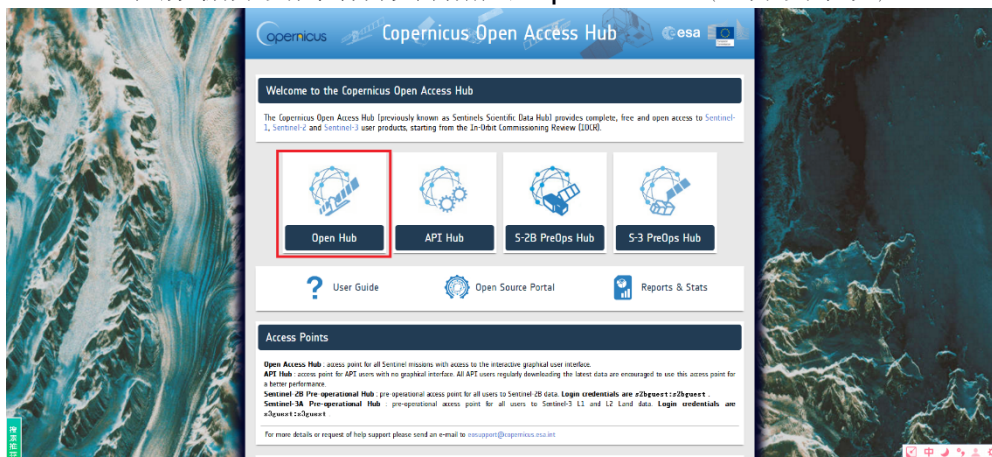 opernicus
Copernicus Open Access Hub
esa
Welcome to the Copernicus Open Access Hub
The Copernicus Open Access Hub (previously known as Sentinels Scientific Data Hub) provides complete, free and open access to Sentinel-
1, Sentinel-2 and Sentinel-3 user products, starting from the In-Orbit Commissioning Review (IOCR).
Open Hub
API Hub
S-2B PreOps Hub
S-3 PreOps Hub
? User Guide
Open Source Portal
Reports & Stats
Access Points
Open Access Hub : access point for all Sentinel missions with access to the interactive graphical user interface.
API Hub : access point for API users with no graphical interface. All API users regularly downloading the latest data are encouraged to use this access point for
a better performance.
Sentinel-2B Pre-operational Hub : pre-operational access point for all users to Sentinel-2B data. Login credentials are s2bguest:s2bguest .
Sentinel-3A Pre-operational Hub : pre-operational access point for all users to Sentinel-3 L1 and L2 Land data. Login credentials are
s3guest:s3guest .
For more details or request of help support please send an e-mail to eosupport@copernicus.esa.int
中